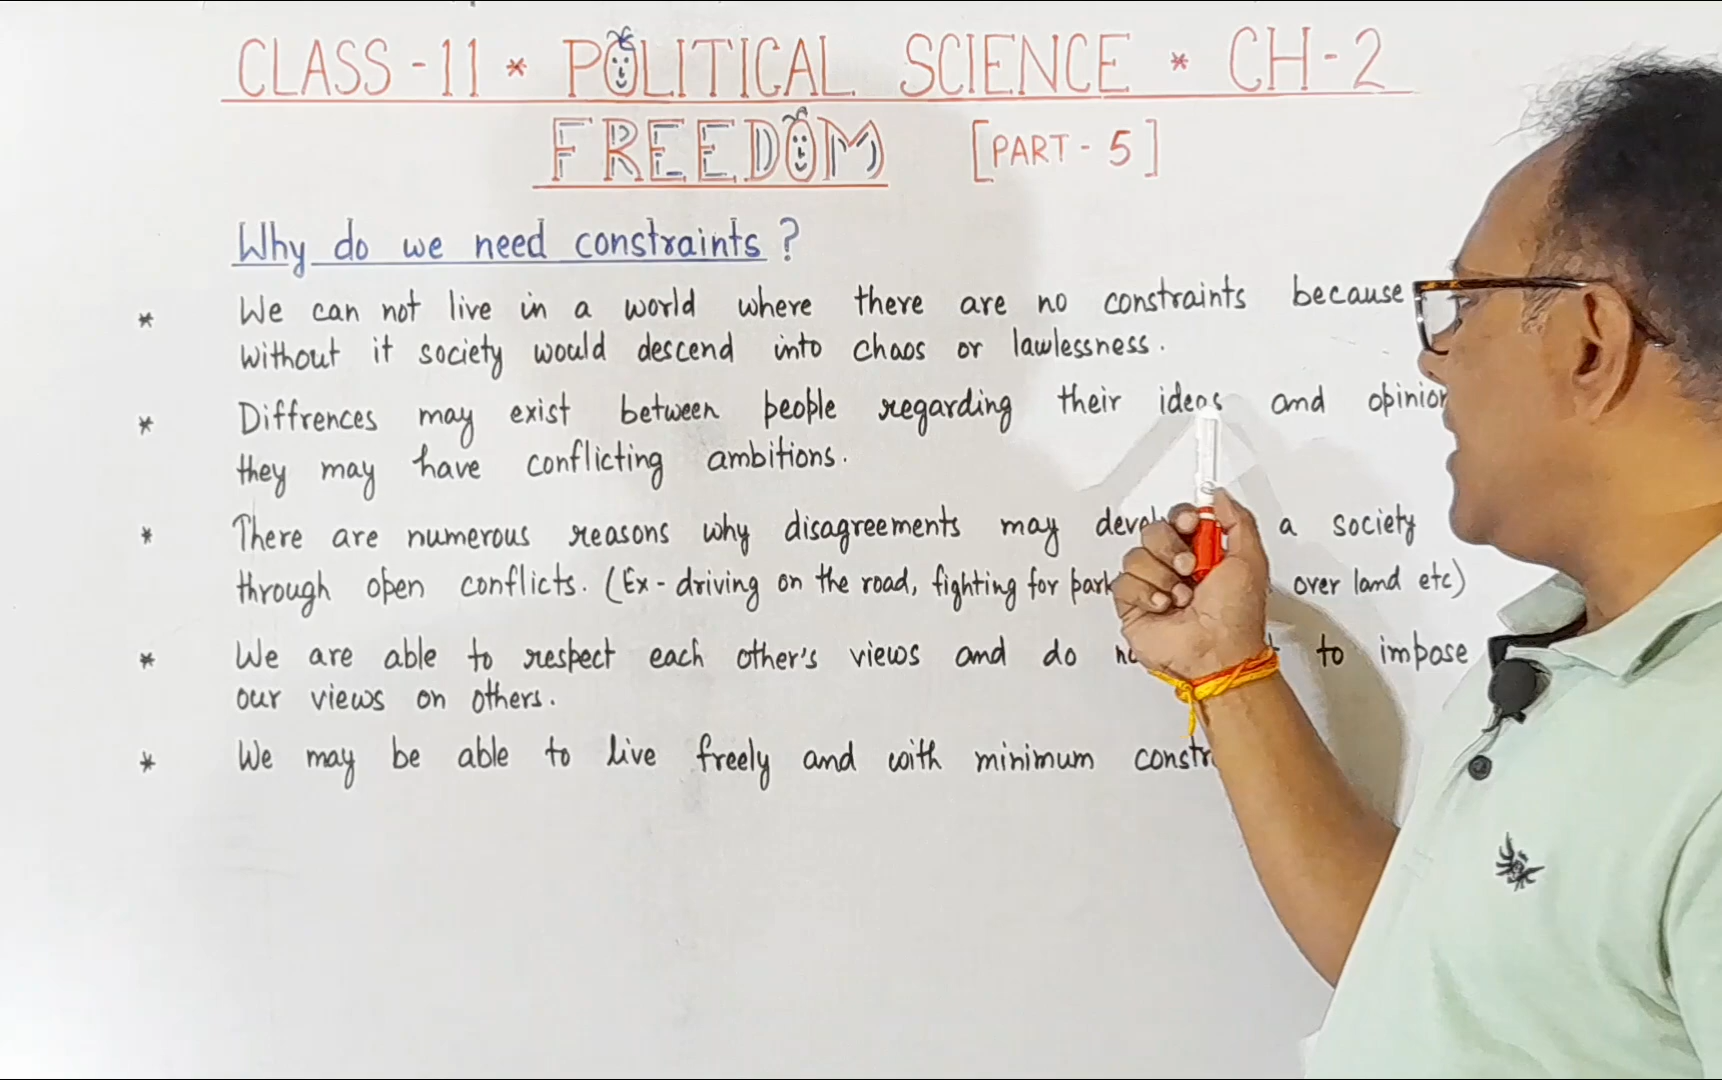 CLASS-11 * POLITICAL SCIENCE * CH-2
FREEDOM [PART-5]
Why do we need constraints?
* We can not live in a world where there are no constraints because
without it society would descend into chaos or lawlessness.
* Diffrences may exist between people regarding their ideas and opinion
they may have conflicting ambitions.
* There are numerous reasons why disagreements may a society
through open conflicts. (Ex- driving on the road, fighting for over land etc)
* We are able to respect each other's views and do to impose
our views on others.
* We may be able to live freely and with minimum